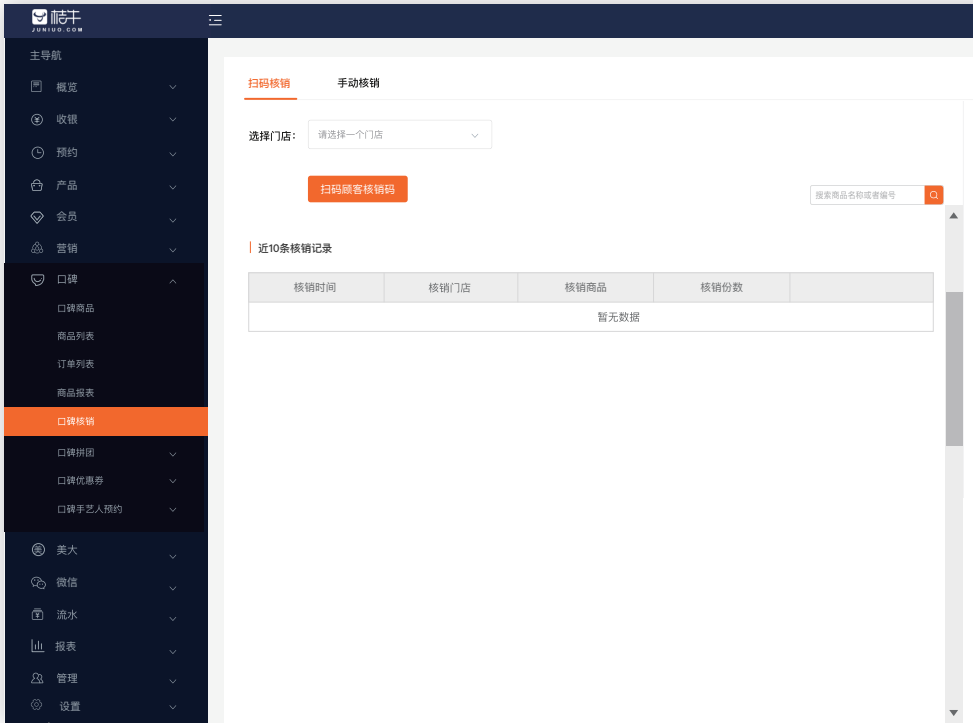 桔牛
JUNIUO.COM
主导航
概览
收银
预约
产品
会员
营销
口碑
口碑商品
商品列表
订单列表
商品报表
口碑核销
口碑拼团
口碑优惠券
口碑手艺人预约
美大
微信
流水
报表
管理
设置
扫码核销 手动核销
选择门店： 请选择一个门店
扫码顾客核销码
搜索商品名称或者编号
近10条核销记录
核销时间 核销门店 核销商品 核销份数
暂无数据